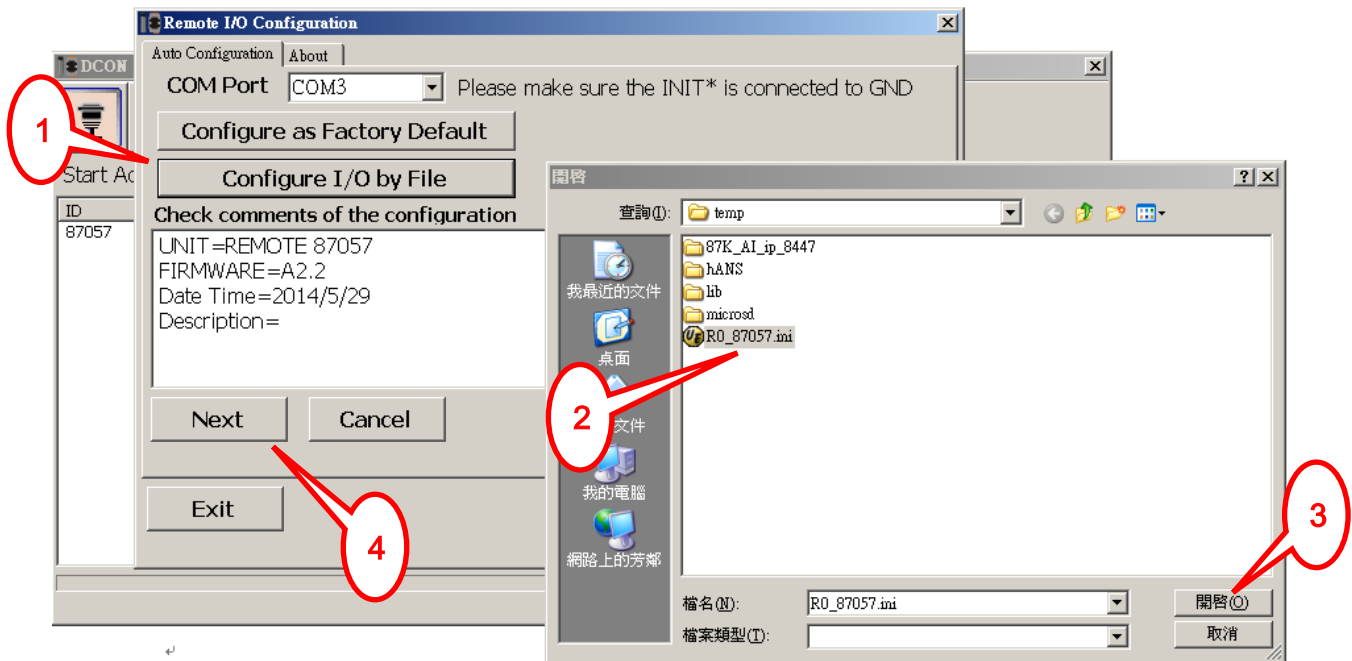 Remote I/O Configuration
Auto Configuration
About
COM Port
COM3
Please make sure the INIT* is connected to GND
Configure as Factory Default
Configure I/O by File
Check comments of the configuration
UNIT=REMOTE 87057
FIRMWARE=A2.2
Date Time=2014/5/29
Description=
Next
Cancel
Exit
DCON
Start Ad
ID
87057
1
開啓
查詢(I):
temp
87K_AI_ip_8447
hANS
lib
microsd
R0_87057.ini
我最近的文件
桌面
文件
我的電腦
網路上的芳鄰
檔名(N):
R0_87057.ini
開啓(O)
檔案類型(T):
取消
2
3
4